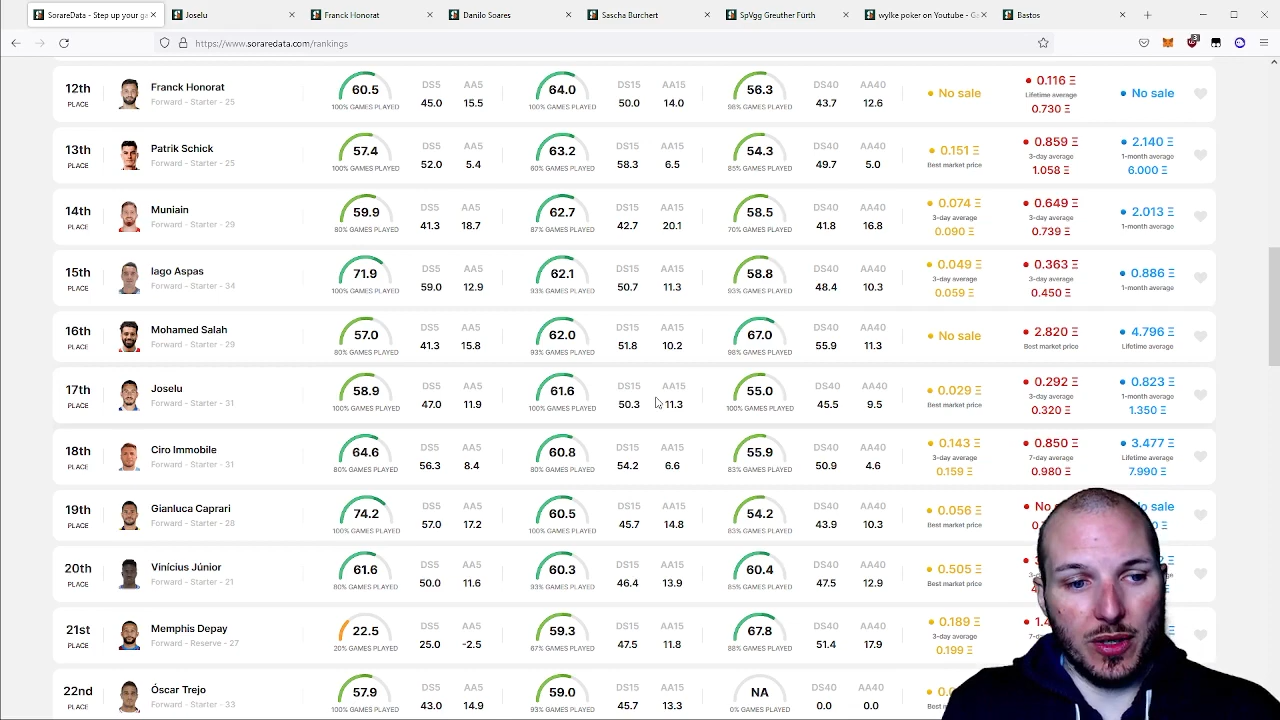 SorareData - Step up your ga
Joselu
Franck Honorat
Danilo Soares
Sascha Burchert
SpVgg Greuther Fürth
wylke poker on Youtube - Ge
Bastos
https://www.soraredata.com/rankings
12th PLACE Franck Honorat Forward - Starter - 25 60.5 100% GAMES PLAYED DS5 45.0 AA5 8.5 64.0 100% GAMES PLAYED DS15 50.0 AA15 14.0 56.3 98% GAMES PLAYED DS40 43.7 AA40 12.6 No sale 0.116 Ξ Lifetime average 0.730 Ξ No sale
13th PLACE Patrik Schick Forward - Starter - 25 57.4 60% GAMES PLAYED DS5 52.0 AA5 5.4 63.2 60% GAMES PLAYED DS15 58.3 AA15 6.5 54.3 85% GAMES PLAYED DS40 49.7 AA40 5.0 0.151 Ξ Best market price 0.859 Ξ 3-day average 1.058 Ξ 2.140 Ξ 1-month average 6.000 Ξ
14th PLACE Muniain Forward - Starter - 29 59.9 80% GAMES PLAYED DS5 41.3 AA5 18.7 62.7 87% GAMES PLAYED DS15 42.7 AA15 20.1 58.5 70% GAMES PLAYED DS40 41.8 AA40 16.8 0.074 Ξ 3-day average 0.090 Ξ 0.649 Ξ 3-day average 0.739 Ξ 2.013 Ξ 1-month average
15th PLACE Iago Aspas Forward - Starter - 34 71.9 100% GAMES PLAYED DS5 59.0 AA5 12.9 62.1 93% GAMES PLAYED DS15 50.7 AA15 11.3 58.8 93% GAMES PLAYED DS40 48.4 AA40 10.3 0.049 Ξ 3-day average 0.059 Ξ 0.363 Ξ 3-day average 0.450 Ξ 0.886 Ξ 1-month average
16th PLACE Mohamed Salah Forward - Starter - 29 57.0 80% GAMES PLAYED DS5 41.3 AA5 15.8 62.0 93% GAMES PLAYED DS15 51.8 AA15 10.2 67.0 98% GAMES PLAYED DS40 55.9 AA40 11.3 No sale 2.820 Ξ Best market price 4.796 Ξ Lifetime average
17th PLACE Joselu Forward - Starter - 31 58.9 100% GAMES PLAYED DS5 47.0 AA5 11.9 61.6 100% GAMES PLAYED DS15 50.3 AA15 11.3 55.0 100% GAMES PLAYED DS40 45.5 AA40 9.5 0.029 Ξ Best market price 0.292 Ξ 3-day average 0.320 Ξ 0.823 Ξ 1-month average 1.350 Ξ
18th PLACE Ciro Immobile Forward - Starter - 31 64.6 80% GAMES PLAYED DS5 56.3 AA5 8.4 60.8 80% GAMES PLAYED DS15 54.2 AA15 6.6 55.9 83% GAMES PLAYED DS40 50.9 AA40 4.6 0.143 Ξ 3-day average 0.159 Ξ 0.850 Ξ 7-day average 0.980 Ξ 3.477 Ξ Lifetime average 7.990 Ξ
19th PLACE Gianluca Caprari Forward - Starter - 28 74.2 100% GAMES PLAYED DS5 57.0 AA5 17.2 60.5 100% GAMES PLAYED DS15 45.7 AA15 14.8 54.2 83% GAMES PLAYED DS40 43.9 AA40 10.3 0.056 Ξ Best market price No sale
20th PLACE Vinícius Júnior Forward - Starter - 21 61.6 80% GAMES PLAYED DS5 50.0 AA5 11.6 60.3 93% GAMES PLAYED DS15 46.4 AA15 13.9 60.4 85% GAMES PLAYED DS40 47.5 AA40 12.9 0.505 Ξ Best market price
21st PLACE Memphis Depay Forward - Reserve - 27 22.5 20% GAMES PLAYED DS5 25.0 AA5 -2.5 59.3 67% GAMES PLAYED DS15 47.5 AA15 11.8 67.8 88% GAMES PLAYED DS40 51.4 AA40 17.9 0.189 Ξ 3-day average 0.199 Ξ
22nd PLACE Óscar Trejo Forward - Starter - 33 57.9 100% GAMES PLAYED DS5 43.0 AA5 14.9 59.0 93% GAMES PLAYED DS15 45.7 AA15 13.3 NA 0% GAMES PLAYED DS40 0.0 AA40 0.0